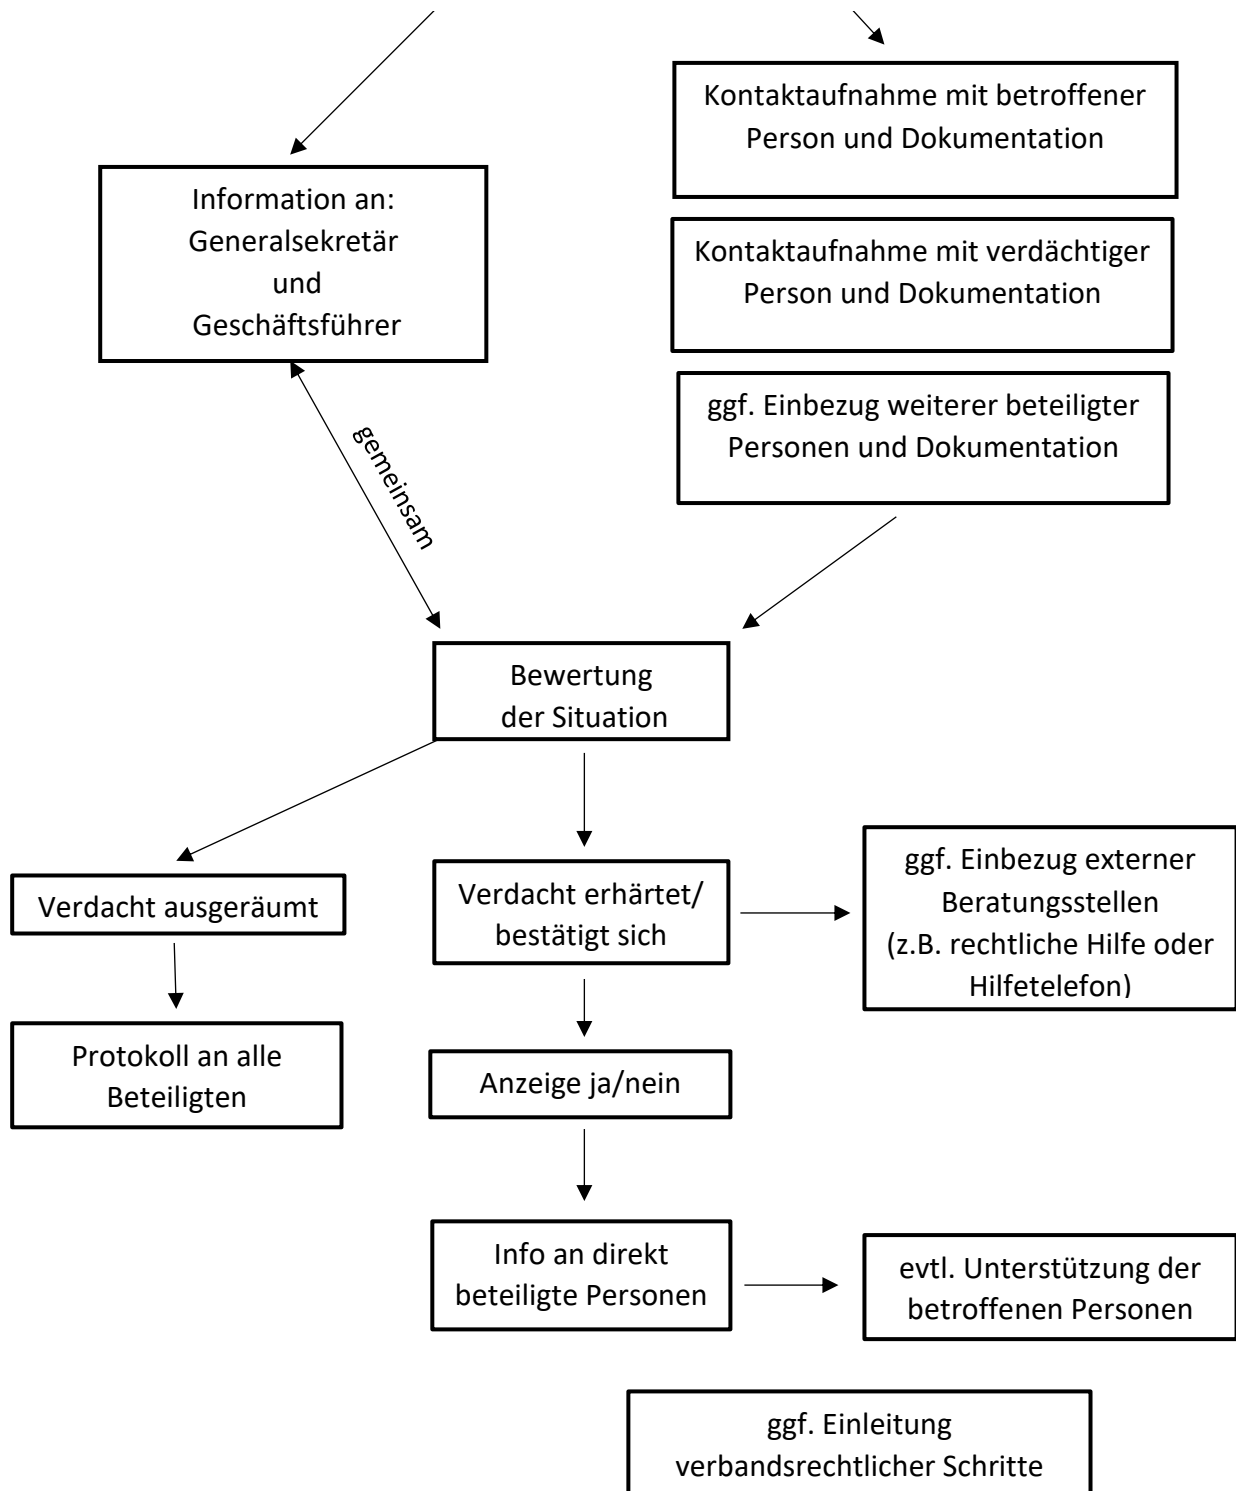 Kontaktaufnahme mit betroffener
Person und Dokumentation
Information an:
Generalsekretär
und
Geschäftsführer
Kontaktaufnahme mit verdächtiger
Person und Dokumentation
ggf. Einbezug weiterer beteiligter
Personen und Dokumentation
gemeinsam
Bewertung
der Situation
Verdacht ausgeräumt
Verdacht erhärtet/
bestätigt sich
ggf. Einbezug externer
Beratungsstellen
(z.B. rechtliche Hilfe oder
Hilfetelefon)
Protokoll an alle
Beteiligten
Anzeige ja/nein
Info an direkt
beteiligte Personen
evtl. Unterstützung der
betroffenen Personen
ggf. Einleitung
verbandsrechtlicher Schritte